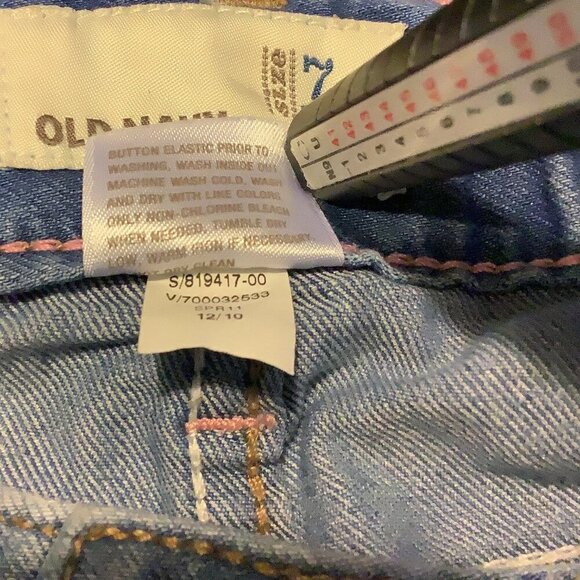 size 7
OLD NAVY
BUTTON ELASTIC PRIOR TO
WASHING, WASH INSIDE OUT
MACHINE WASH COLD, WASH
AND DRY WITH LIKE COLORS
ONLY NON-CHLORINE BLEACH
WHEN NEEDED, TUMBLE DRY
LOW, WARM IRON IF NECESSARY,
DRY CLEAN
S/819417-00
V/700032533
SPR11
12/10